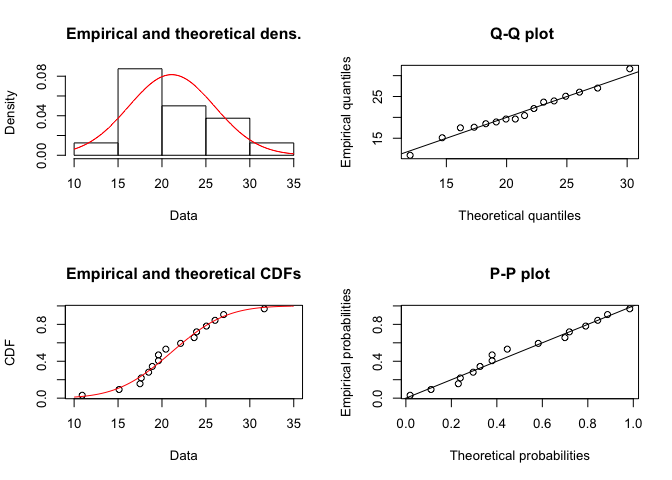 Empirical and theoretical dens.
Density
0.00 0.04 0.08
10 15 20 25 30 35
Data
Q-Q plot
Empirical quantiles
15 25
15 20 25 30
Theoretical quantiles
Empirical and theoretical CDFs
CDF
0.0 0.4 0.8
10 15 20 25 30 35
Data
P-P plot
Empirical probabilities
0.0 0.4 0.8
0.0 0.2 0.4 0.6 0.8 1.0
Theoretical probabilities